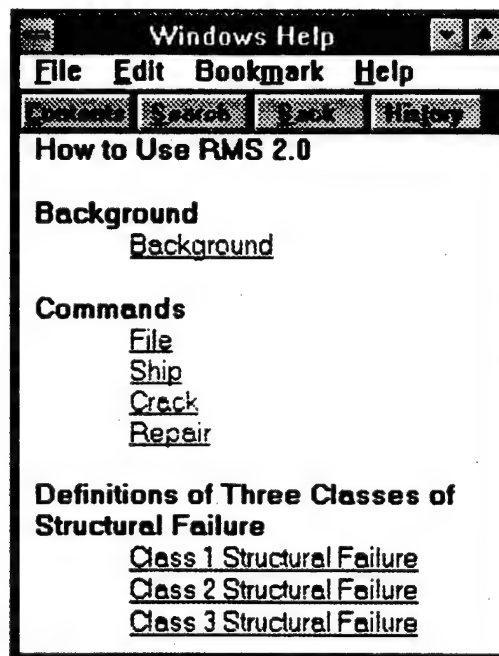 Windows Help
File Edit Bookmark Help
Contents Search Back History
How to Use RMS 2.0
Background
Background
Commands
File
Ship
Crack
Repair
Definitions of Three Classes of
Structural Failure
Class 1 Structural Failure
Class 2 Structural Failure
Class 3 Structural Failure